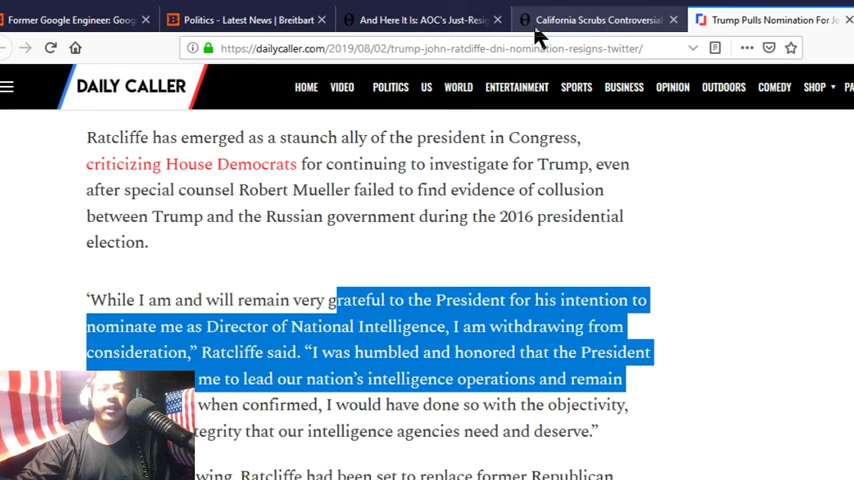 Former Google Engineer: Goog
Politics - Latest News | Breitbart
And Here It Is: AOC's Just-Resig
California Scrubs Controversial
Trump Pulls Nomination For Jo
https://dailycaller.com/2019/08/02/trump-john-ratcliffe-dni-nomination-resigns-twitter/
DAILY CALLER
HOME VIDEO POLITICS US WORLD ENTERTAINMENT SPORTS BUSINESS OPINION OUTDOORS COMEDY SHOP PA
Ratcliffe has emerged as a staunch ally of the president in Congress,
criticizing House Democrats for continuing to investigate for Trump, even
after special counsel Robert Mueller failed to find evidence of collusion
between Trump and the Russian government during the 2016 presidential
election.
‘While I am and will remain very grateful to the President for his intention to
nominate me as Director of National Intelligence, I am withdrawing from
consideration,” Ratcliffe said. “I was humbled and honored that the President
me to lead our nation’s intelligence operations and remain
when confirmed, I would have done so with the objectivity,
tegrity that our intelligence agencies need and deserve.”
wing, Ratcliffe had been set to replace former Republican